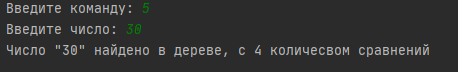 Введите команду: 5
Введите число: 30
Число "30" найдено в дереве, с 4 количесвом сравнений